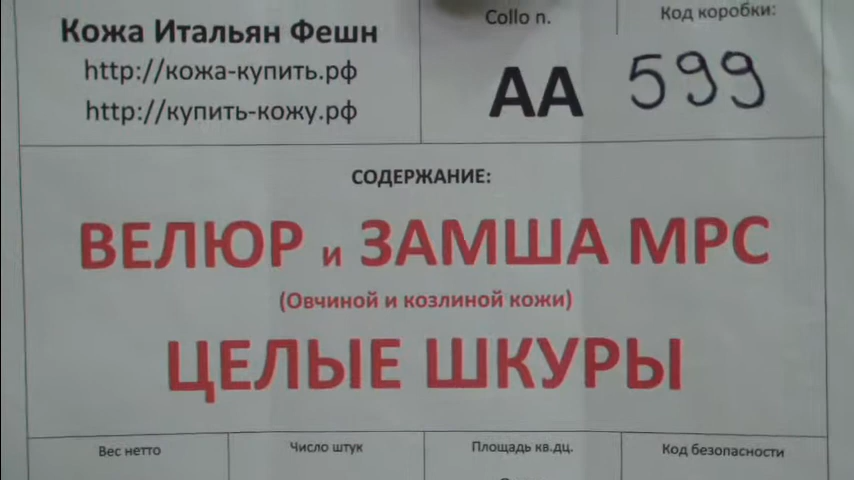 Кожа Итальян Фешн
http://кожа-купить.рф
http://купить-кожу.рф
Collo n.
Код коробки:
AA 599
СОДЕРЖАНИЕ:
ВЕЛЮР и ЗАМША МРС
(Овчиной и козлиной кожи)
ЦЕЛЫЕ ШКУРЫ
Вес нетто
Число штук
Площадь кв.дц.
Код безопасности